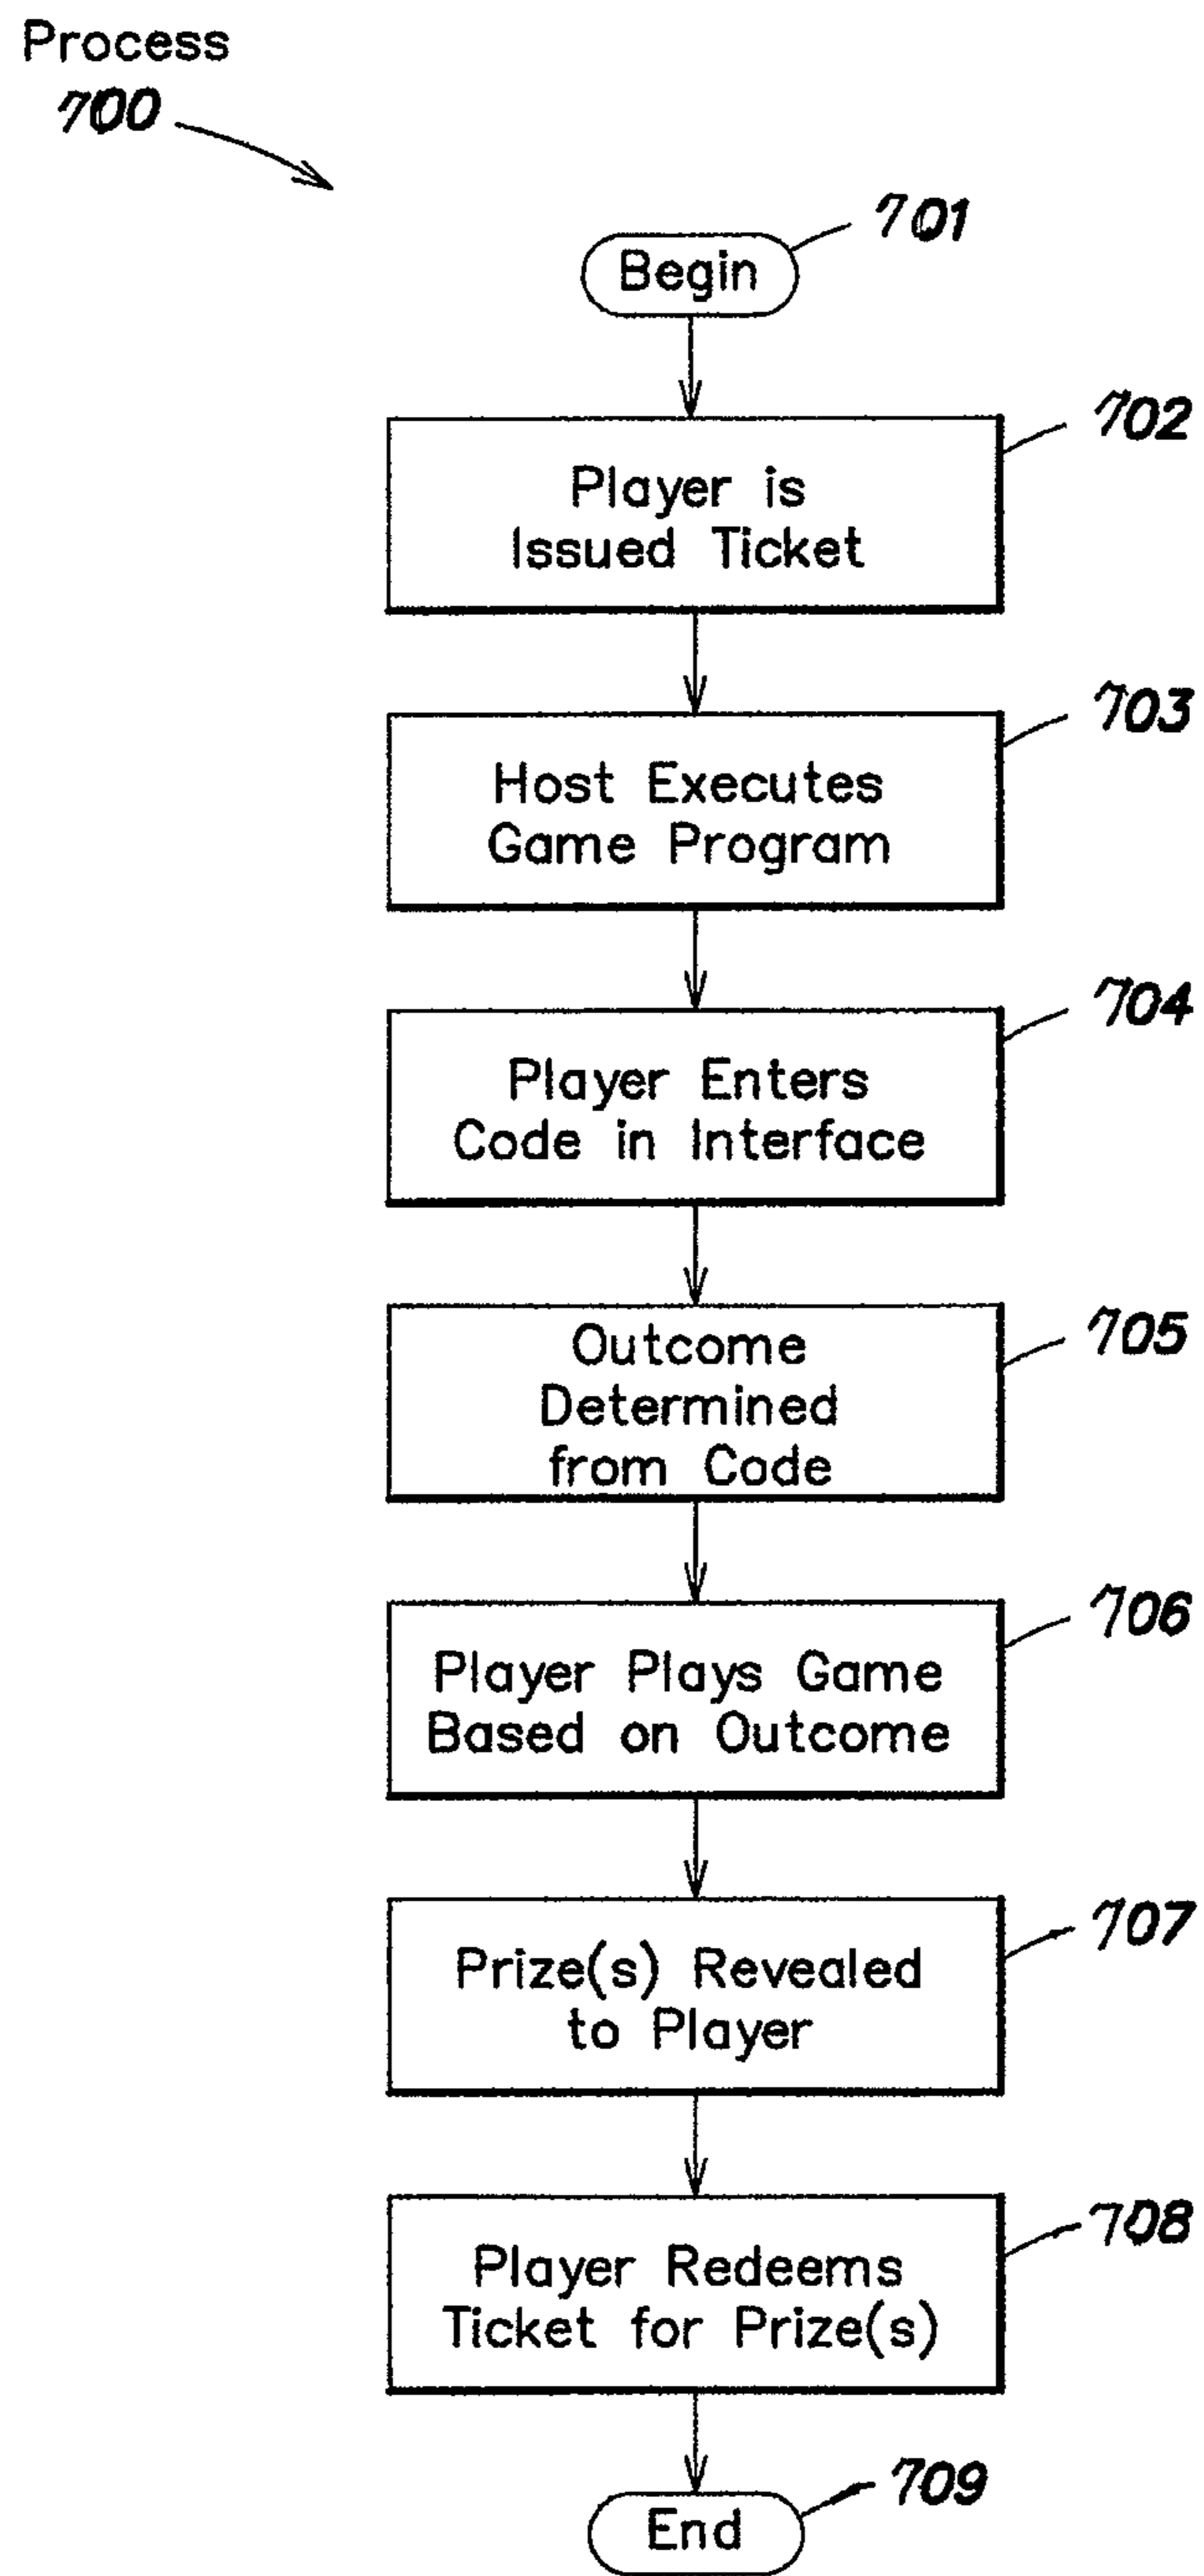 Process
700
701
Begin
702
Player is
Issued Ticket
703
Host Executes
Game Program
704
Player Enters
Code in Interface
705
Outcome
Determined
from Code
706
Player Plays Game
Based on Outcome
707
Prize(s) Revealed
to Player
708
Player Redeems
Ticket for Prize(s)
709
End